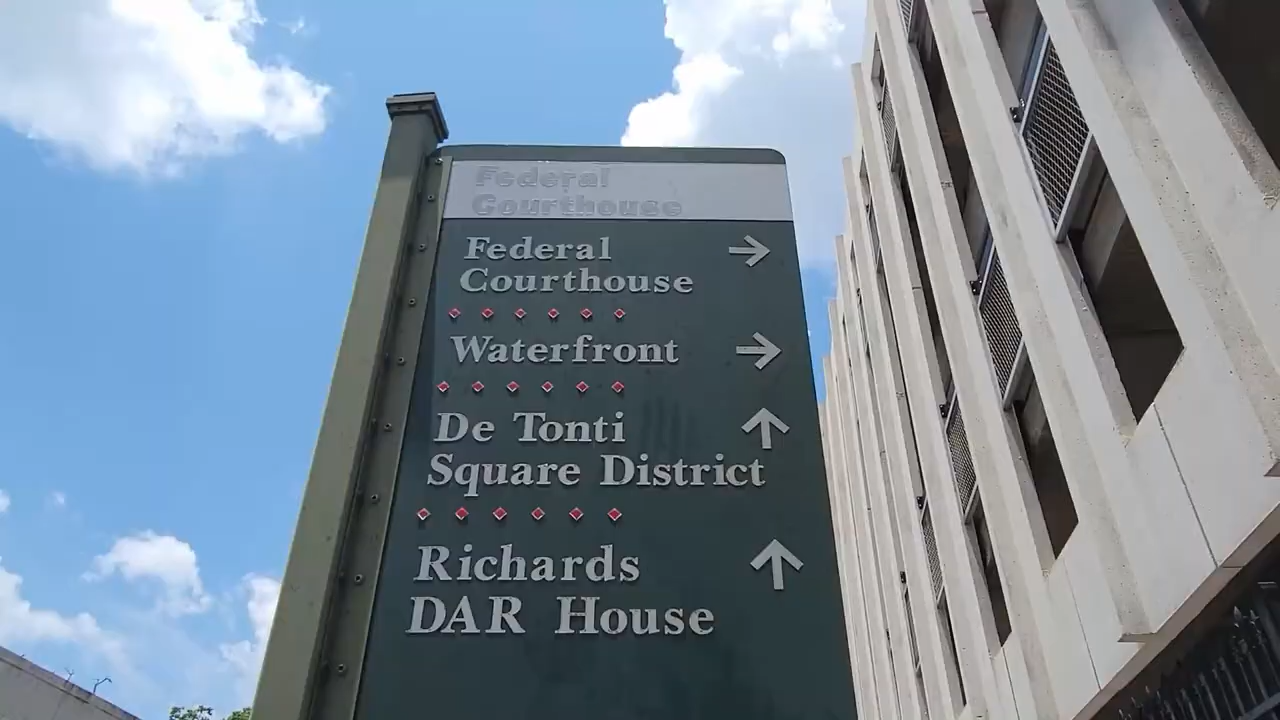 Federal
Courthouse
Federal →
Courthouse
Waterfront →
De Tonti ↑
Square District
Richards ↑
DAR House